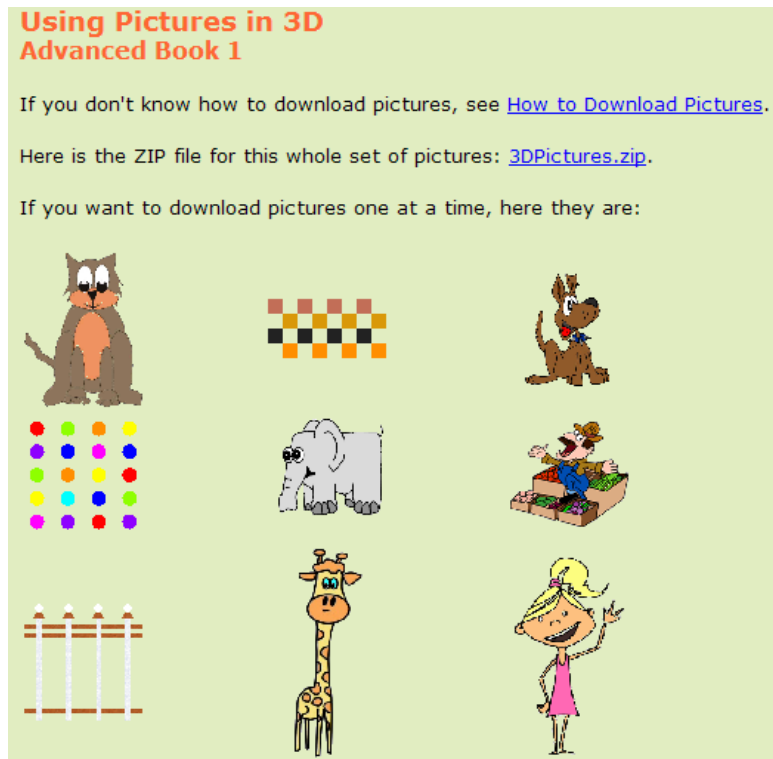 Using Pictures in 3D
Advanced Book 1
If you don't know how to download pictures, see How to Download Pictures.
Here is the ZIP file for this whole set of pictures: 3DPictures.zip.
If you want to download pictures one at a time, here they are: